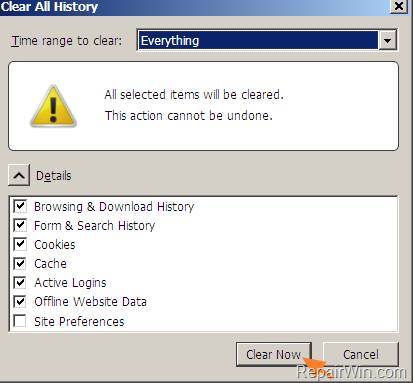 Clear All History
Time range to clear: Everything
All selected items will be cleared.
This action cannot be undone.
Details
Browsing & Download History
Form & Search History
Cookies
Cache
Active Logins
Offline Website Data
Site Preferences
Clear Now Cancel
RepairWin.com